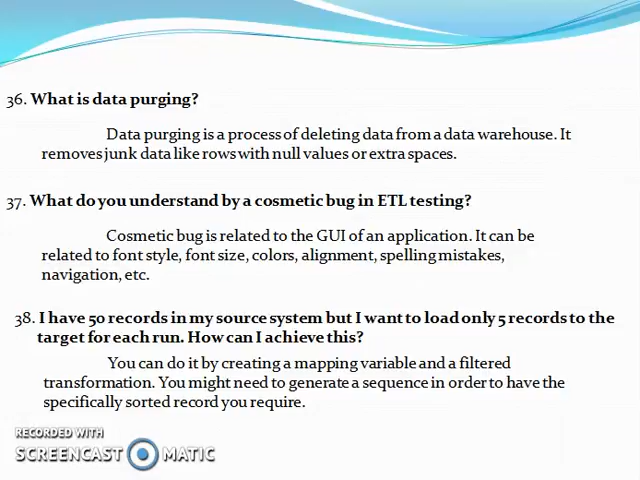 36. What is data purging?
Data purging is a process of deleting data from a data warehouse. It
removes junk data like rows with null values or extra spaces.
37. What do you understand by a cosmetic bug in ETL testing?
Cosmetic bug is related to the GUI of an application. It can be
related to font style, font size, colors, alignment, spelling mistakes,
navigation, etc.
38. I have 50 records in my source system but I want to load only 5 records to the
target for each run. How can I achieve this?
You can do it by creating a mapping variable and a filtered
transformation. You might need to generate a sequence in order to have the
specifically sorted record you require.
RECORDED WITH
SCREENCAST MATIC